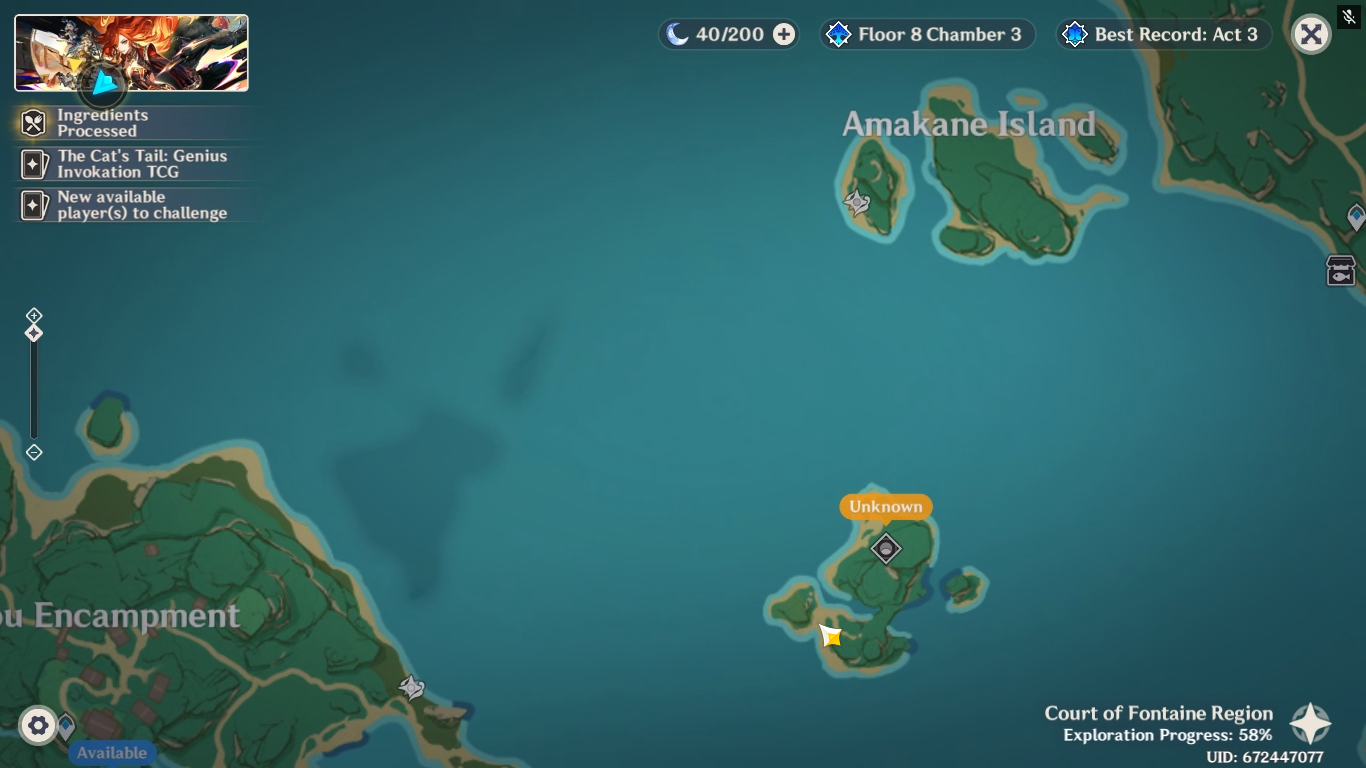 40/200
Floor 8 Chamber 3
Best Record: Act 3
Ingredients
Processed
The Cat's Tail: Genius
Invokation TCG
New available
player(s) to challenge
Amakane Island
Unknown
ou Encampment
Available
Court of Fontaine Region
Exploration Progress: 58%
UID: 672447077